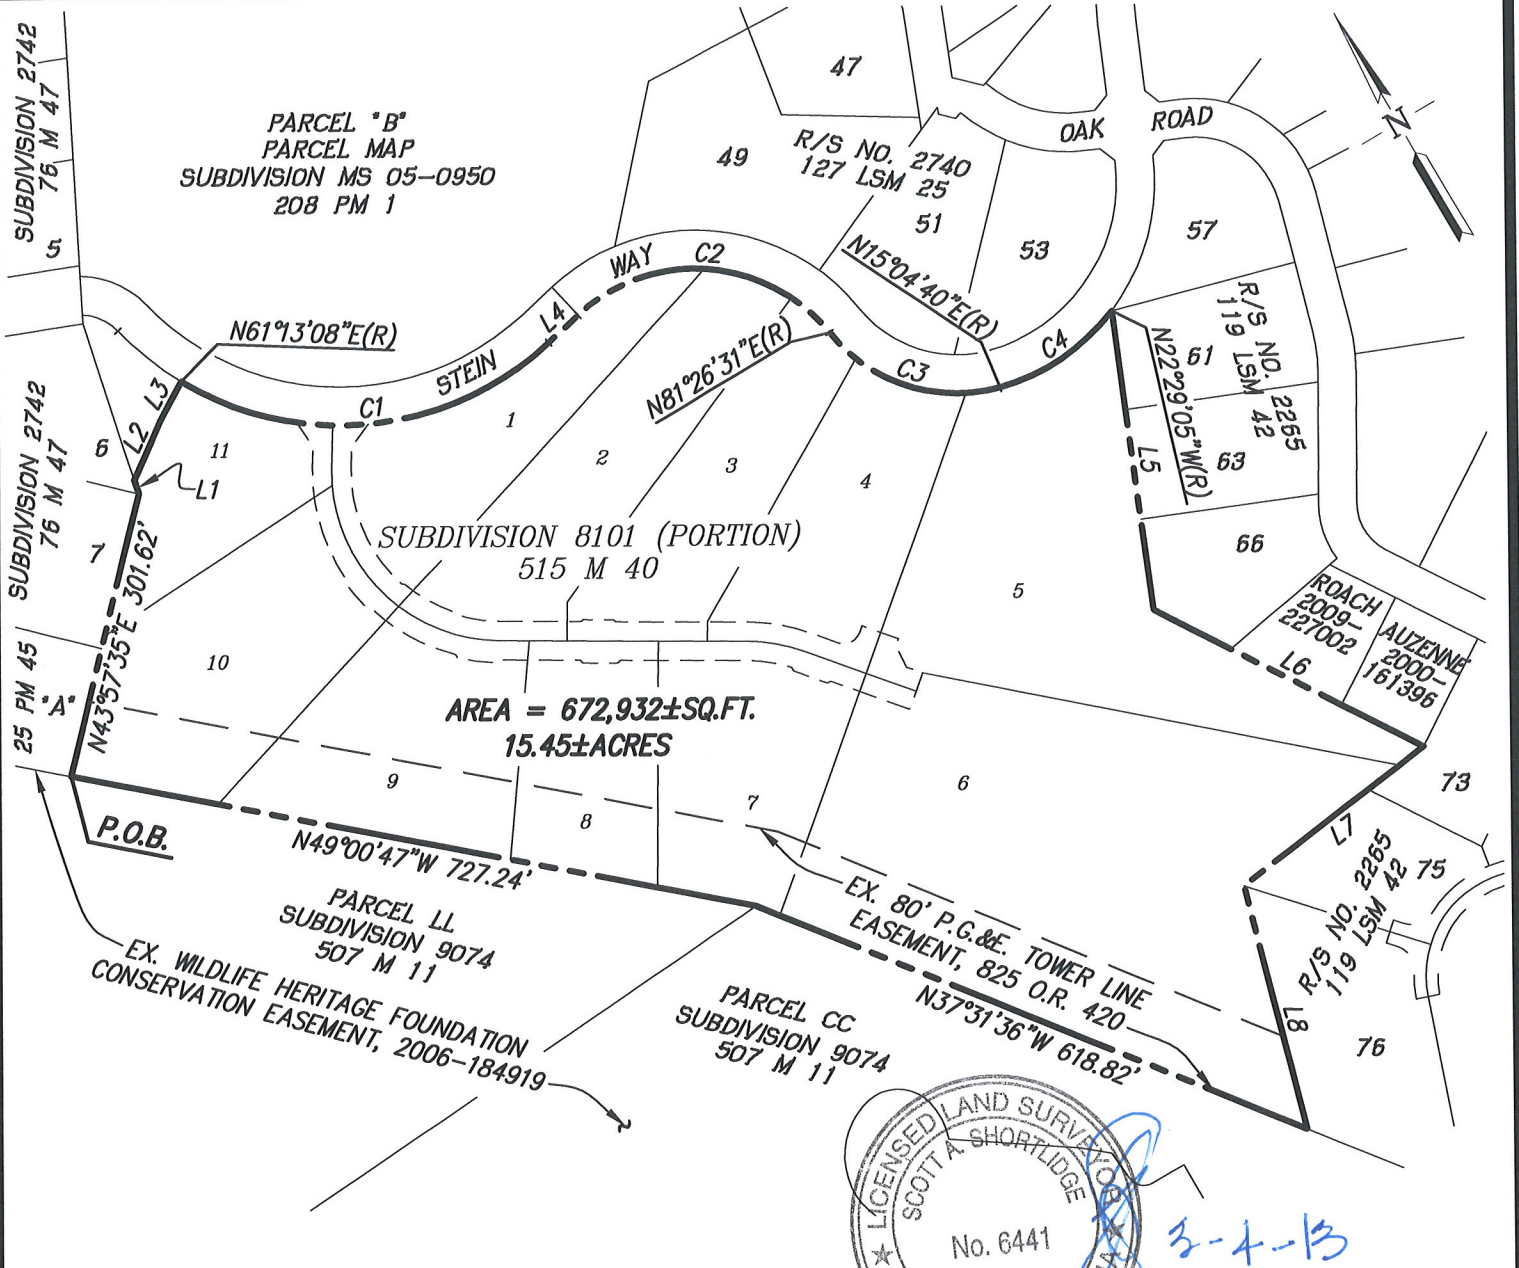 SUBDIVISION 2742
76 M 47
5
PARCEL "B"
PARCEL MAP
SUBDIVISION MS 05-0950
208 PM 1
47
49
R/S NO. 2740
127 LSM 25
51
53
OAK ROAD
N
57
N15°04'40"E(R)
R/S NO. 2265
119 LSM 42
61
63
66
N22°29'05"W(R)
L5
STEIN WAY
C1
C2
C3
C4
L4
N61°13'08"E(R)
N81°26'31"E(R)
L3
L2
L1
SUBDIVISION 2742
76 M 47
6
7
11
1
2
3
4
5
SUBDIVISION 8101 (PORTION)
515 M 40
ROACH
2009-
227002
AUZENNE
2000-
161396
L6
N43°57'35"E 301.62'
10
25 PM 45
"A"
AREA = 672,932±SQ.FT.
15.45±ACRES
9
8
7
6
73
L7
R/S NO. 2265
119 LSM 42
75
76
L8
P.O.B.
N49°00'47"W 727.24'
PARCEL LL
SUBDIVISION 9074
507 M 11
EX. 80' P.G.&E. TOWER LINE
EASEMENT, 825 O.R. 420
N37°31'36"W 618.82'
EX. WILDLIFE HERITAGE FOUNDATION
CONSERVATION EASEMENT, 2006-184919
PARCEL CC
SUBDIVISION 9074
507 M 11
LICENSED LAND SURVEYOR
SCOTT A. SHORTLIDGE
No. 6441
3-4-13